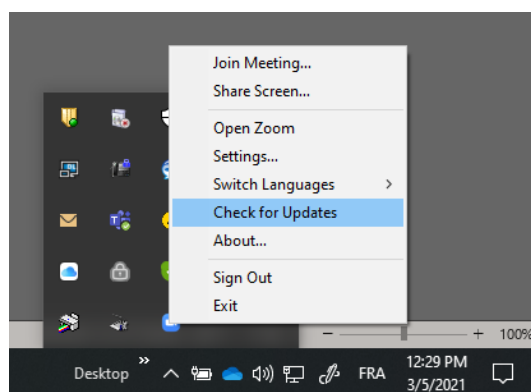 Join Meeting...
Share Screen...
Open Zoom
Settings...
Switch Languages
Check for Updates
About...
Sign Out
Exit
100%
Desktop
FRA
12:29 PM
3/5/2021